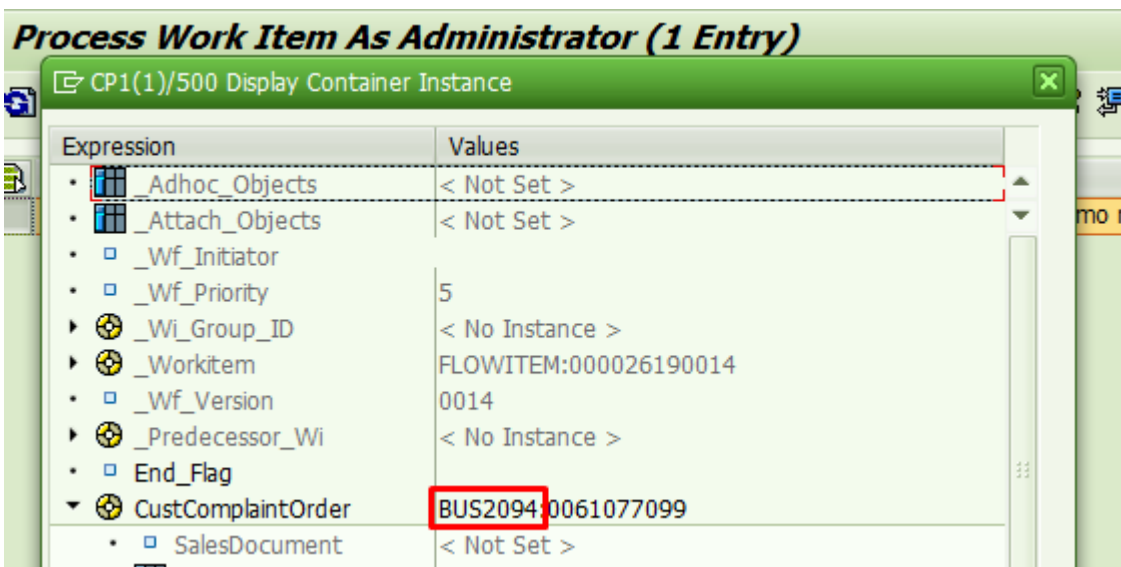 Process Work Item As Administrator (1 Entry)
CP1(1)/500 Display Container Instance
Expression Values
_Adhoc_Objects < Not Set >
_Attach_Objects < Not Set >
mo
_Wf_Initiator
_Wf_Priority 5
_Wi_Group_ID < No Instance >
_Workitem FLOWITEM:000026190014
_Wf_Version 0014
_Predecessor_Wi < No Instance >
End_Flag
CustComplaintOrder BUS2094:0061077099
SalesDocument < Not Set >